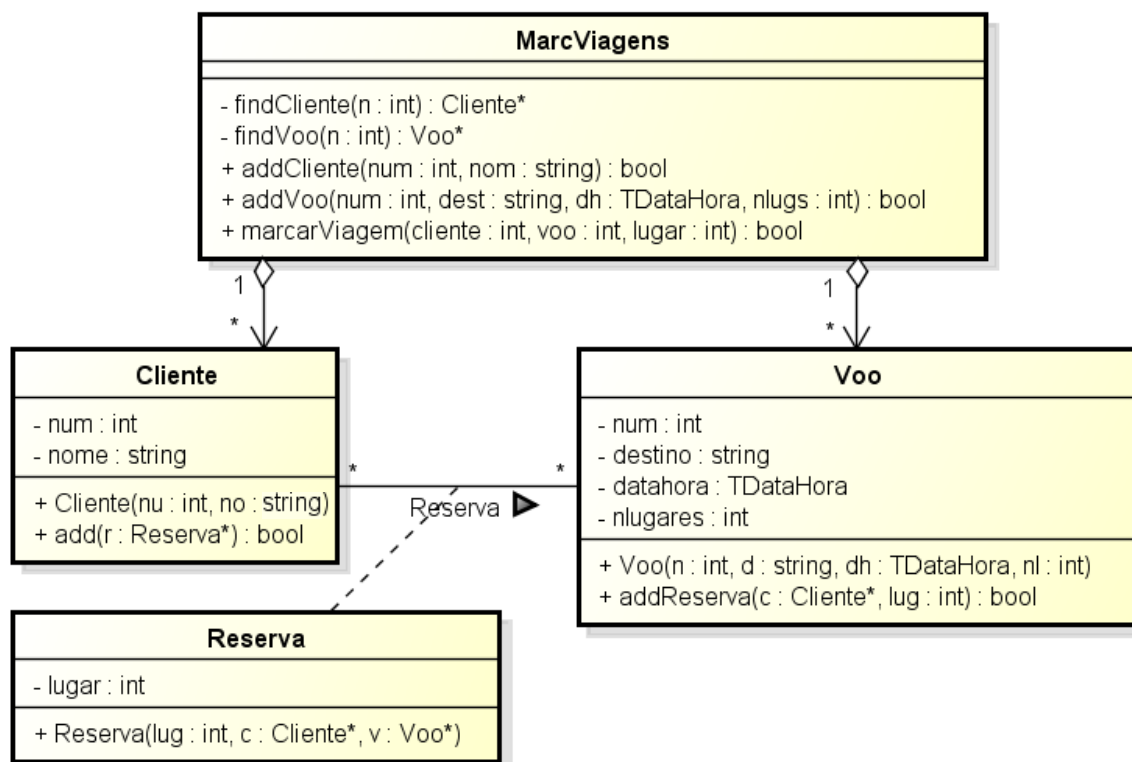 MarcViagens
- findCliente(n : int) : Cliente*
- findVoo(n : int) : Voo*
+ addCliente(num : int, nom : string) : bool
+ addVoo(num : int, dest : string, dh : TDataHora, nlugs : int) : bool
+ marcarViagem(cliente : int, voo : int, lugar : int) : bool
1
1
*
*
Cliente
- num : int
- nome : string
+ Cliente(nu : int, no : string)
+ add(r : Reserva*) : bool
*
*
Reserva
Voo
- num : int
- destino : string
- datahora : TDataHora
- nlugares : int
+ Voo(n : int, d : string, dh : TDataHora, nl : int)
+ addReserva(c : Cliente*, lug : int) : bool
Reserva
- lugar : int
+ Reserva(lug : int, c : Cliente*, v : Voo*)